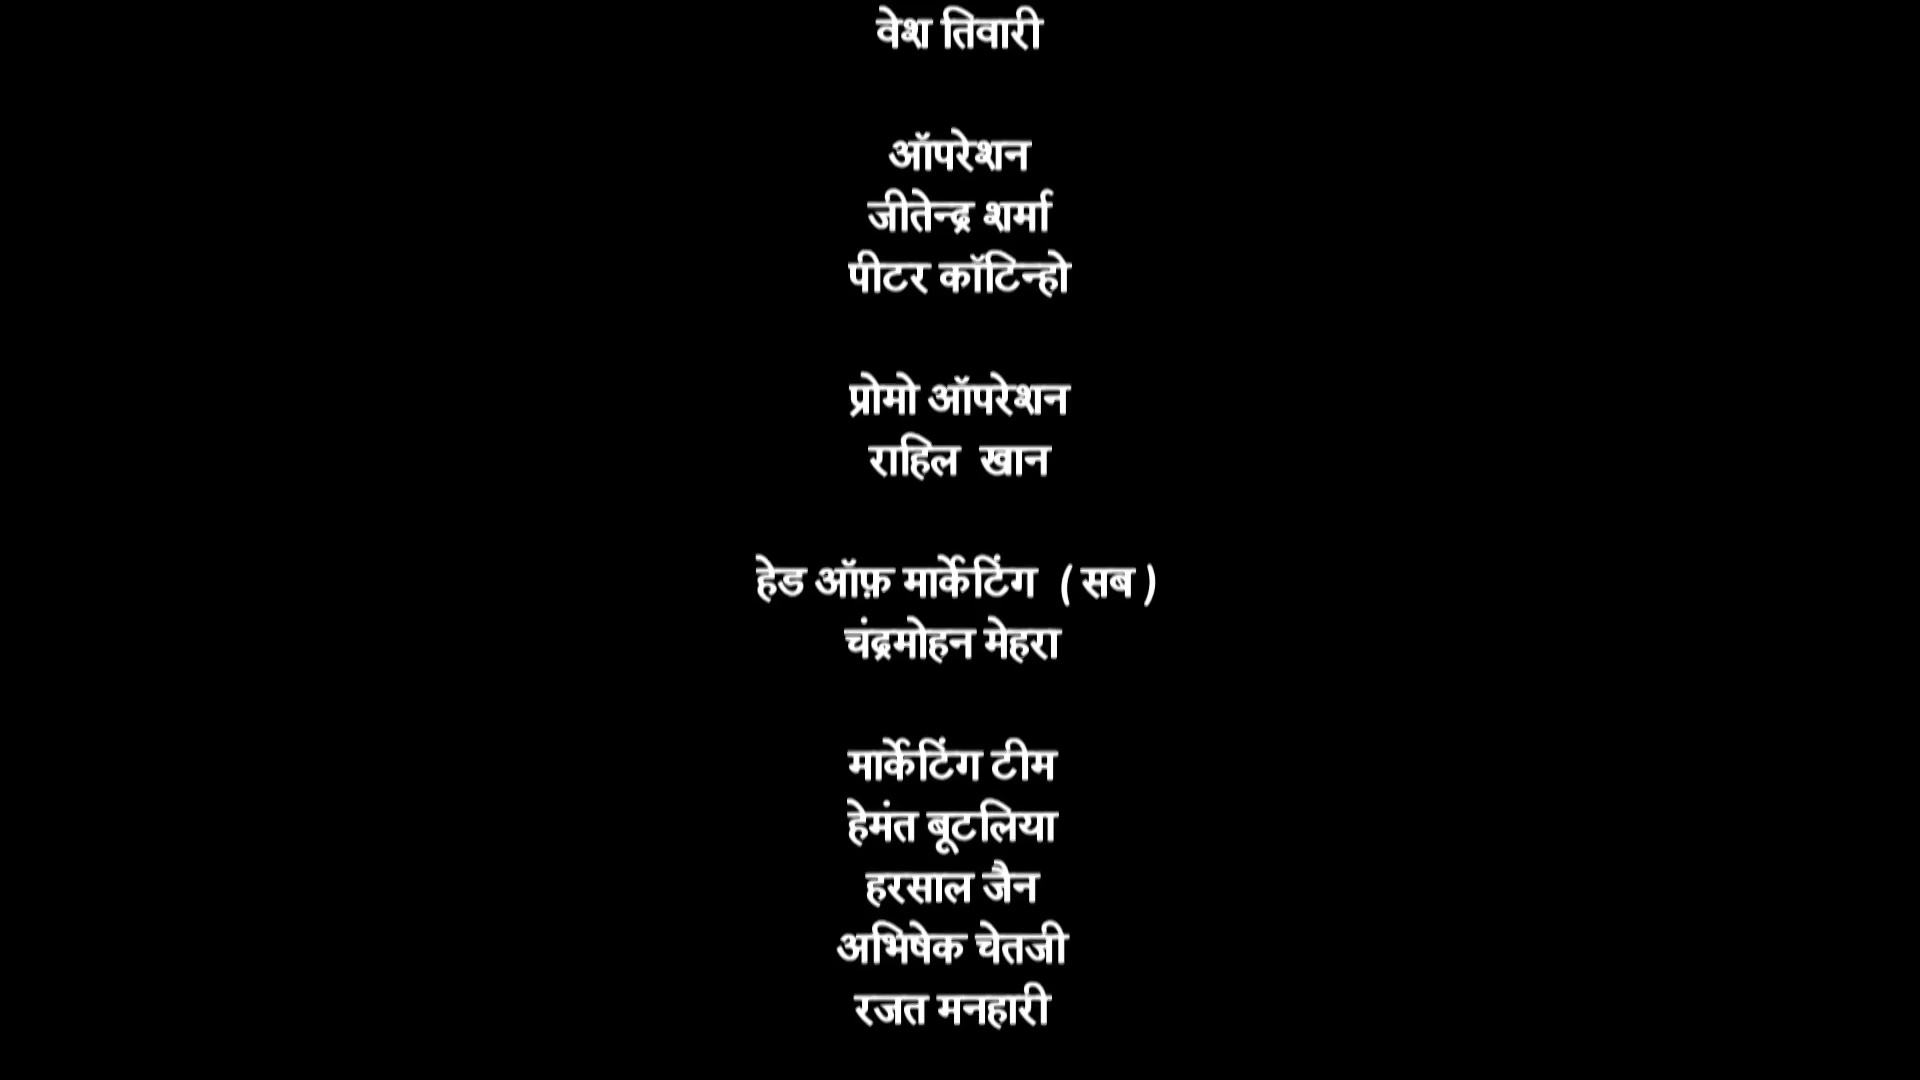 वेश तिवारी
ऑपरेशन
जीतेन्द्र शर्मा
पीटर कॉटिन्हो
प्रोमो ऑपरेशन
राहिल खान
हेड ऑफ़ मार्केटिंग ( सब )
चंद्रमोहन मेहरा
मार्केटिंग टीम
हेमंत बूटलिया
हरसाल जैन
अभिषेक चेतजी
रजत मनहारी